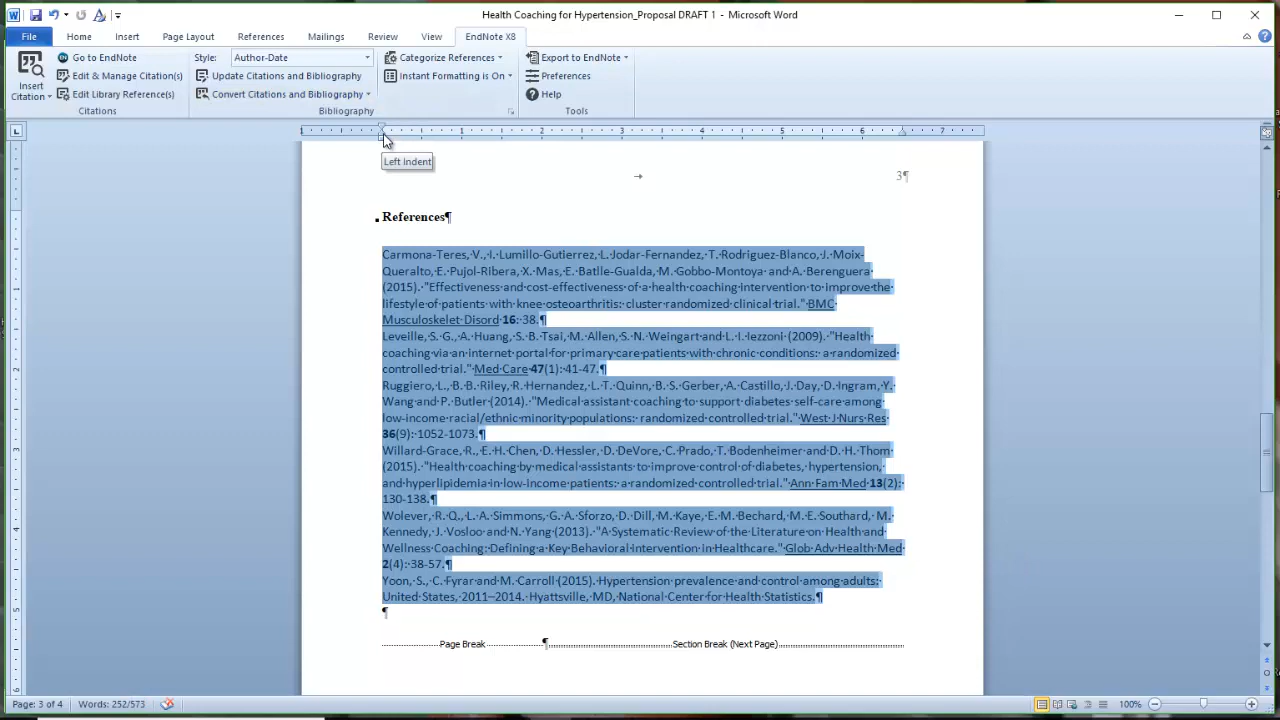 Health Coaching for Hypertension_Proposal DRAFT 1 - Microsoft Word
File Home Insert Page Layout References Mailings Review View EndNote X8
Go to EndNote Style: Author-Date Categorize References Export to EndNote
Insert Citation Edit & Manage Citation(s) Update Citations and Bibliography Instant Formatting is On Preferences
Edit Library Reference(s) Convert Citations and Bibliography Help
Citations Bibliography Tools
L 1 1 2 3 4 5 6 7
Left Indent
→ 3¶
References¶
Carmona-Teres, V., I. Lumillo-Gutierrez, L. Jodar-Fernandez, T. Rodriguez-Blanco, J. Moix-
Queralto, E. Pujol-Ribera, X. Mas, E. Batlle-Gualda, M. Gobbo-Montoya and A. Berenguera
(2015). "Effectiveness and cost-effectiveness of a health coaching intervention to improve the
lifestyle of patients with knee osteoarthritis: cluster randomized clinical trial." BMC
Musculoskelet Disord 16: 38.¶
Leveille, S. G., A. Huang, S. B. Tsai, M. Allen, S. N. Weingart and L. I. Iezzoni (2009). "Health
coaching via an internet portal for primary care patients with chronic conditions: a randomized
controlled trial." Med Care 47(1): 41-47.¶
Ruggiero, L., B. B. Riley, R. Hernandez, L. T. Quinn, B. S. Gerber, A. Castillo, J. Day, D. Ingram, Y.
Wang and P. Butler (2014). "Medical assistant coaching to support diabetes self-care among
low-income racial/ethnic minority populations: randomized controlled trial." West J Nurs Res
36(9): 1052-1073.¶
Willard-Grace, R., E. H. Chen, D. Hessler, D. DeVore, C. Prado, T. Bodenheimer and D. H. Thom
(2015). "Health coaching by medical assistants to improve control of diabetes, hypertension,
and hyperlipidemia in low-income patients: a randomized controlled trial." Ann Fam Med 13(2):
130-138.¶
Wolever, R. Q., L. A. Simmons, G. A. Sforzo, D. Dill, M. Kaye, E. M. Bechard, M. E. Southard, M.
Kennedy, J. Vosloo and N. Yang (2013). "A Systematic Review of the Literature on Health and
Wellness Coaching: Defining a Key Behavioral Intervention in Healthcare." Glob Adv Health Med
2(4): 38-57.¶
Yoon, S., C. Fyrar and M. Carroll (2015). Hypertension prevalence and control among adults:
United States, 2011–2014. Hyattsville, MD, National Center for Health Statistics.¶
¶
Page Break ¶ Section Break (Next Page)
Page: 3 of 4 Words: 252/573 100%